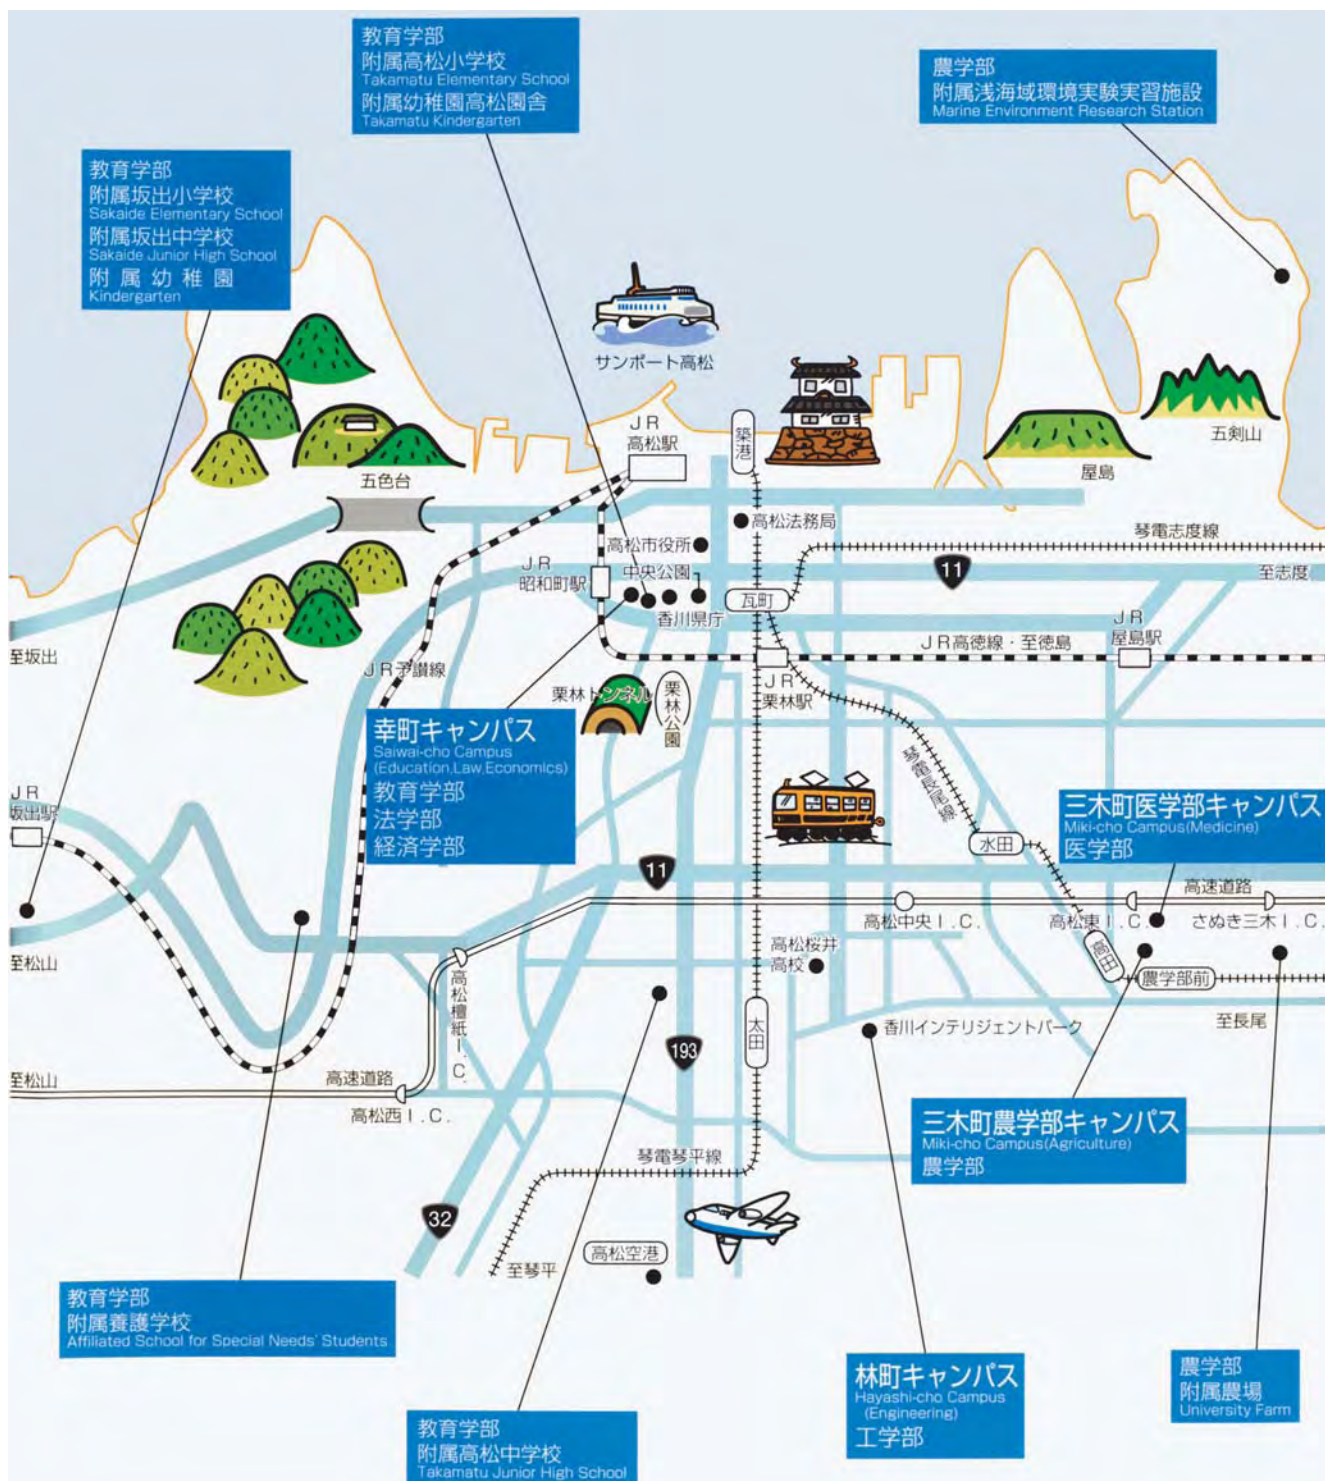 教育学部
附属高松小学校
Takamatu Elementary School
附属幼稚園高松園舎
Takamatu Kindergarten
農学部
附属浅海域環境実験実習施設
Marine Environment Research Station
教育学部
附属坂出小学校
Sakaide Elementary School
附属坂出中学校
Sakaide Junior High School
附属幼稚園
Kindergarten
サンポート高松
JR
高松駅
築港
五剣山
屋島
五色台
高松法務局
高松市役所
琴電志度線
JR
昭和町駅
中央公園
11
至志度
瓦町
香川県庁
JR
屋島駅
JR高徳線・至徳島
至坂出
JR予讃線
JR
栗林駅
栗林トンネル
栗林公園
幸町キャンパス
Saiwai-cho Campus
(Education,Law,Economics)
教育学部
法学部
経済学部
琴電長尾線
JR
坂出駅
三木町医学部キャンパス
Miki-cho Campus(Medicine)
医学部
水田
11
高速道路
高松中央I.C.
高松東I.C.
さぬき三木I.C.
至松山
高松桜井
高校
高田
農学部前
高松檀紙I.C.
太田
香川インテリジェントパーク
至長尾
193
至松山
高速道路
高松西I.C.
三木町農学部キャンパス
Miki-cho Campus(Agriculture)
農学部
琴電琴平線
32
高松空港
至琴平
教育学部
附属養護学校
Affiliated School for Special Needs' Students
林町キャンパス
Hayashi-cho Campus
(Engineering)
工学部
農学部
附属農場
University Farm
教育学部
附属高松中学校
Takamatu Junior High School